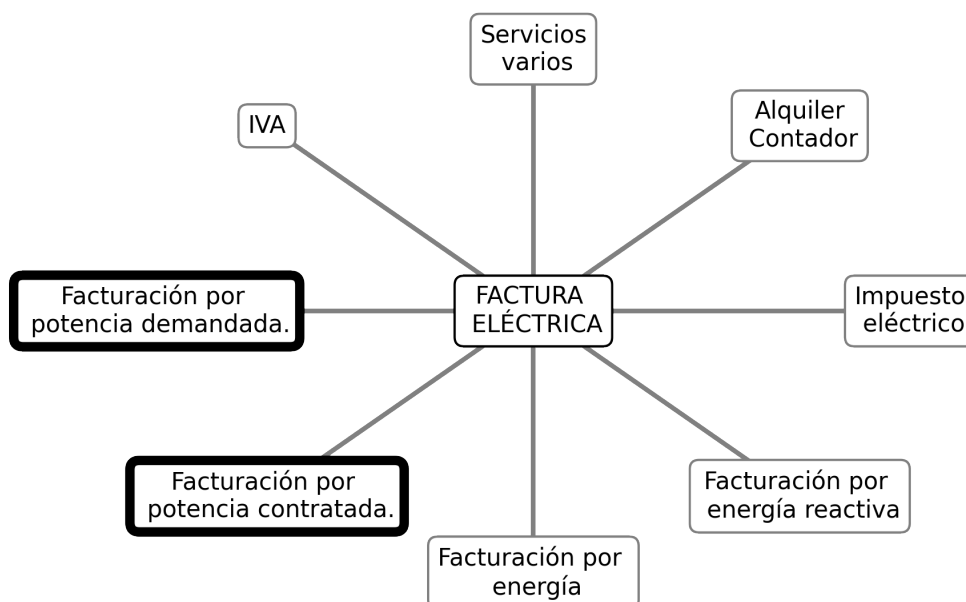 Servicios
varios
Alquiler
Contador
IVA
Facturación por
potencia demandada.
FACTURA
ELÉCTRICA
Impuesto
eléctrico
Facturación por
potencia contratada.
Facturación por
energía reactiva
Facturación por
energía